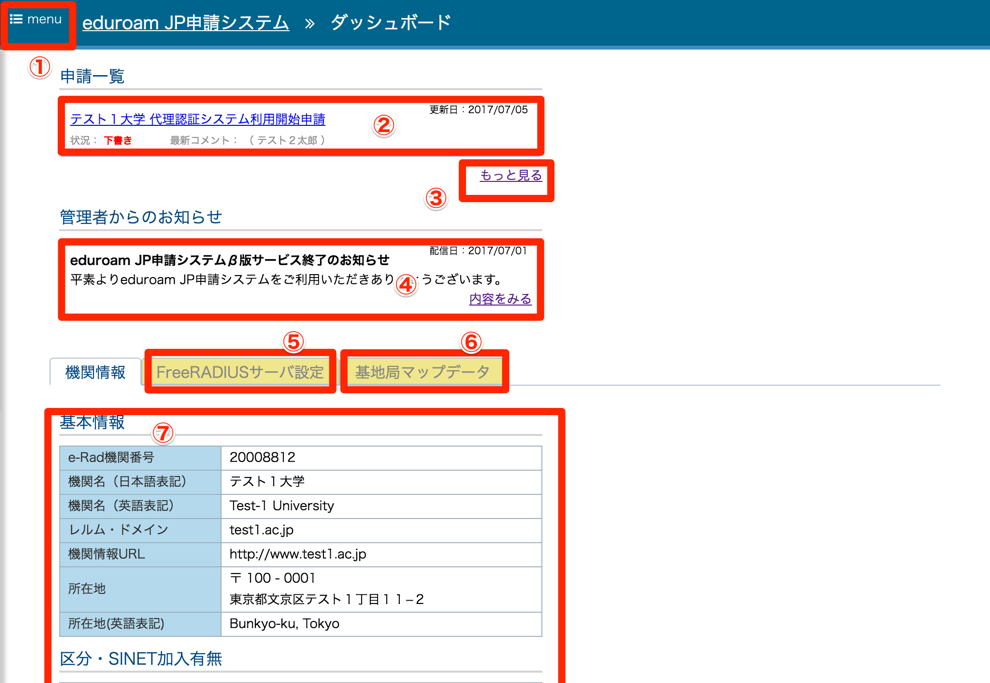 menu eduroam JP申請システム » ダッシュボード
①
申請一覧
更新日：2017/07/05
テスト１大学 代理認証システム利用開始申請
②
状況： 下書き 最新コメント： （ テスト２太郎 ）
もっと見る
③
管理者からのお知らせ
配信日：2017/07/01
eduroam JP申請システムβ版サービス終了のお知らせ
平素よりeduroam JP申請システムをご利用いただきあり④うございます。
内容をみる
⑤ ⑥
機関情報 FreeRADIUSサーバ設定 基地局マップデータ
基本情報
⑦
e-Rad機関番号 20008812
機関名（日本語表記） テスト１大学
機関名（英語表記） Test-1 University
レルム・ドメイン test1.ac.jp
機関情報URL http://www.test1.ac.jp
所在地 〒 100 - 0001
東京都文京区テスト１丁目１１−２
所在地(英語表記) Bunkyo-ku, Tokyo
区分・SINET加入有無